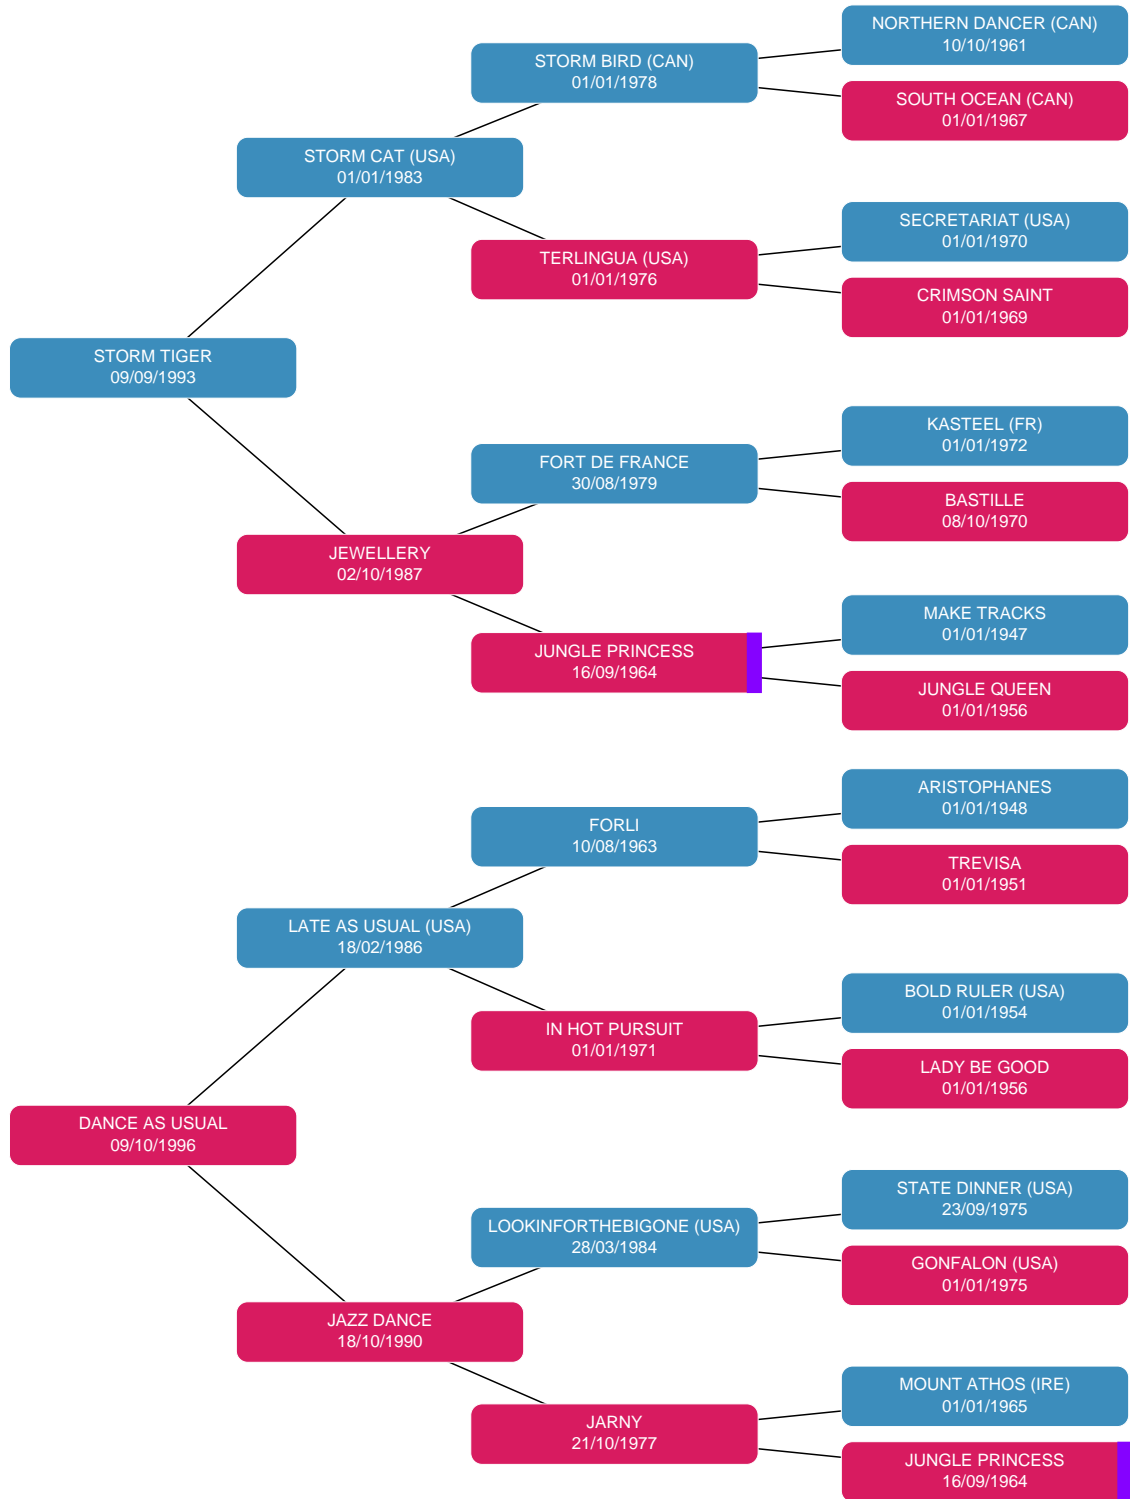 NORTHERN DANCER (CAN)
10/10/1961
STORM BIRD (CAN)
01/01/1978
SOUTH OCEAN (CAN)
01/01/1967
STORM CAT (USA)
01/01/1983
SECRETARIAT (USA)
01/01/1970
TERLINGUA (USA)
01/01/1976
CRIMSON SAINT
01/01/1969
STORM TIGER
09/09/1993
KASTEEL (FR)
01/01/1972
FORT DE FRANCE
30/08/1979
BASTILLE
08/10/1970
JEWELLERY
02/10/1987
MAKE TRACKS
01/01/1947
JUNGLE PRINCESS
16/09/1964
JUNGLE QUEEN
01/01/1956
ARISTOPHANES
01/01/1948
FORLI
10/08/1963
TREVISA
01/01/1951
LATE AS USUAL (USA)
18/02/1986
BOLD RULER (USA)
01/01/1954
IN HOT PURSUIT
01/01/1971
LADY BE GOOD
01/01/1956
DANCE AS USUAL
09/10/1996
STATE DINNER (USA)
23/09/1975
LOOKINFORTHEBIGONE (USA)
28/03/1984
GONFALON (USA)
01/01/1975
JAZZ DANCE
18/10/1990
MOUNT ATHOS (IRE)
01/01/1965
JARNY
21/10/1977
JUNGLE PRINCESS
16/09/1964